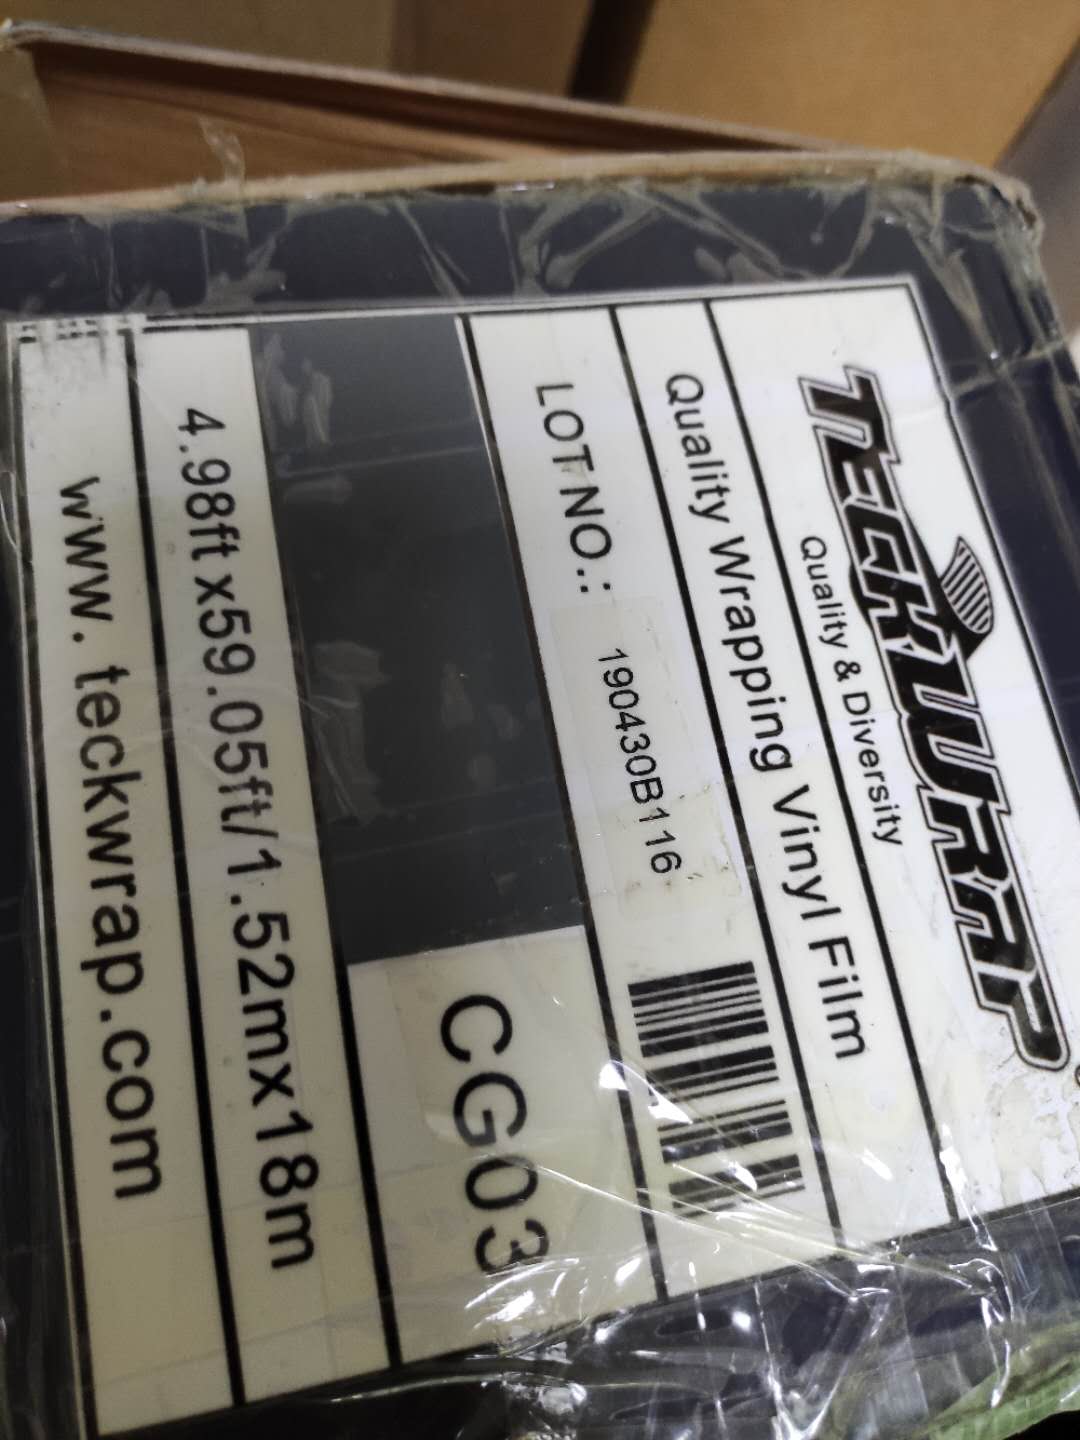 TECKWRAP
Quality & Diversity
Quality Wrapping Vinyl Film
LOT NO.: 190430B116
CG03
4.98ft x59.05ft/1.52mx18m
www.teckwrap.com